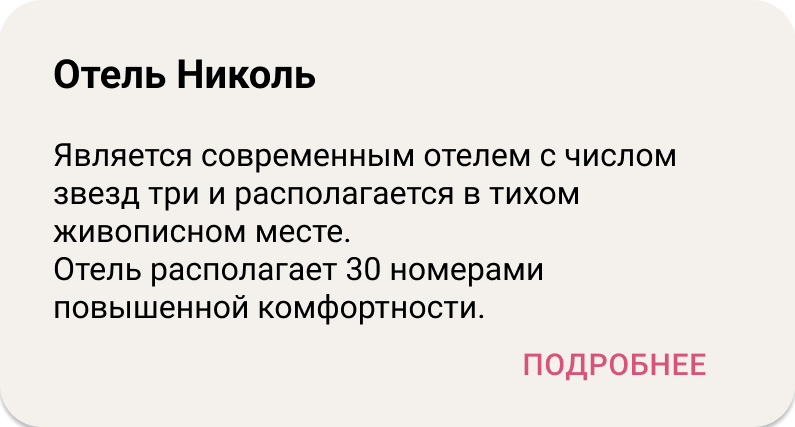 Отель Николь
Является современным отелем с числом
звезд три и располагается в тихом
живописном месте.
Отель располагает 30 номерами
повышенной комфортности.
ПОДРОБНЕЕ